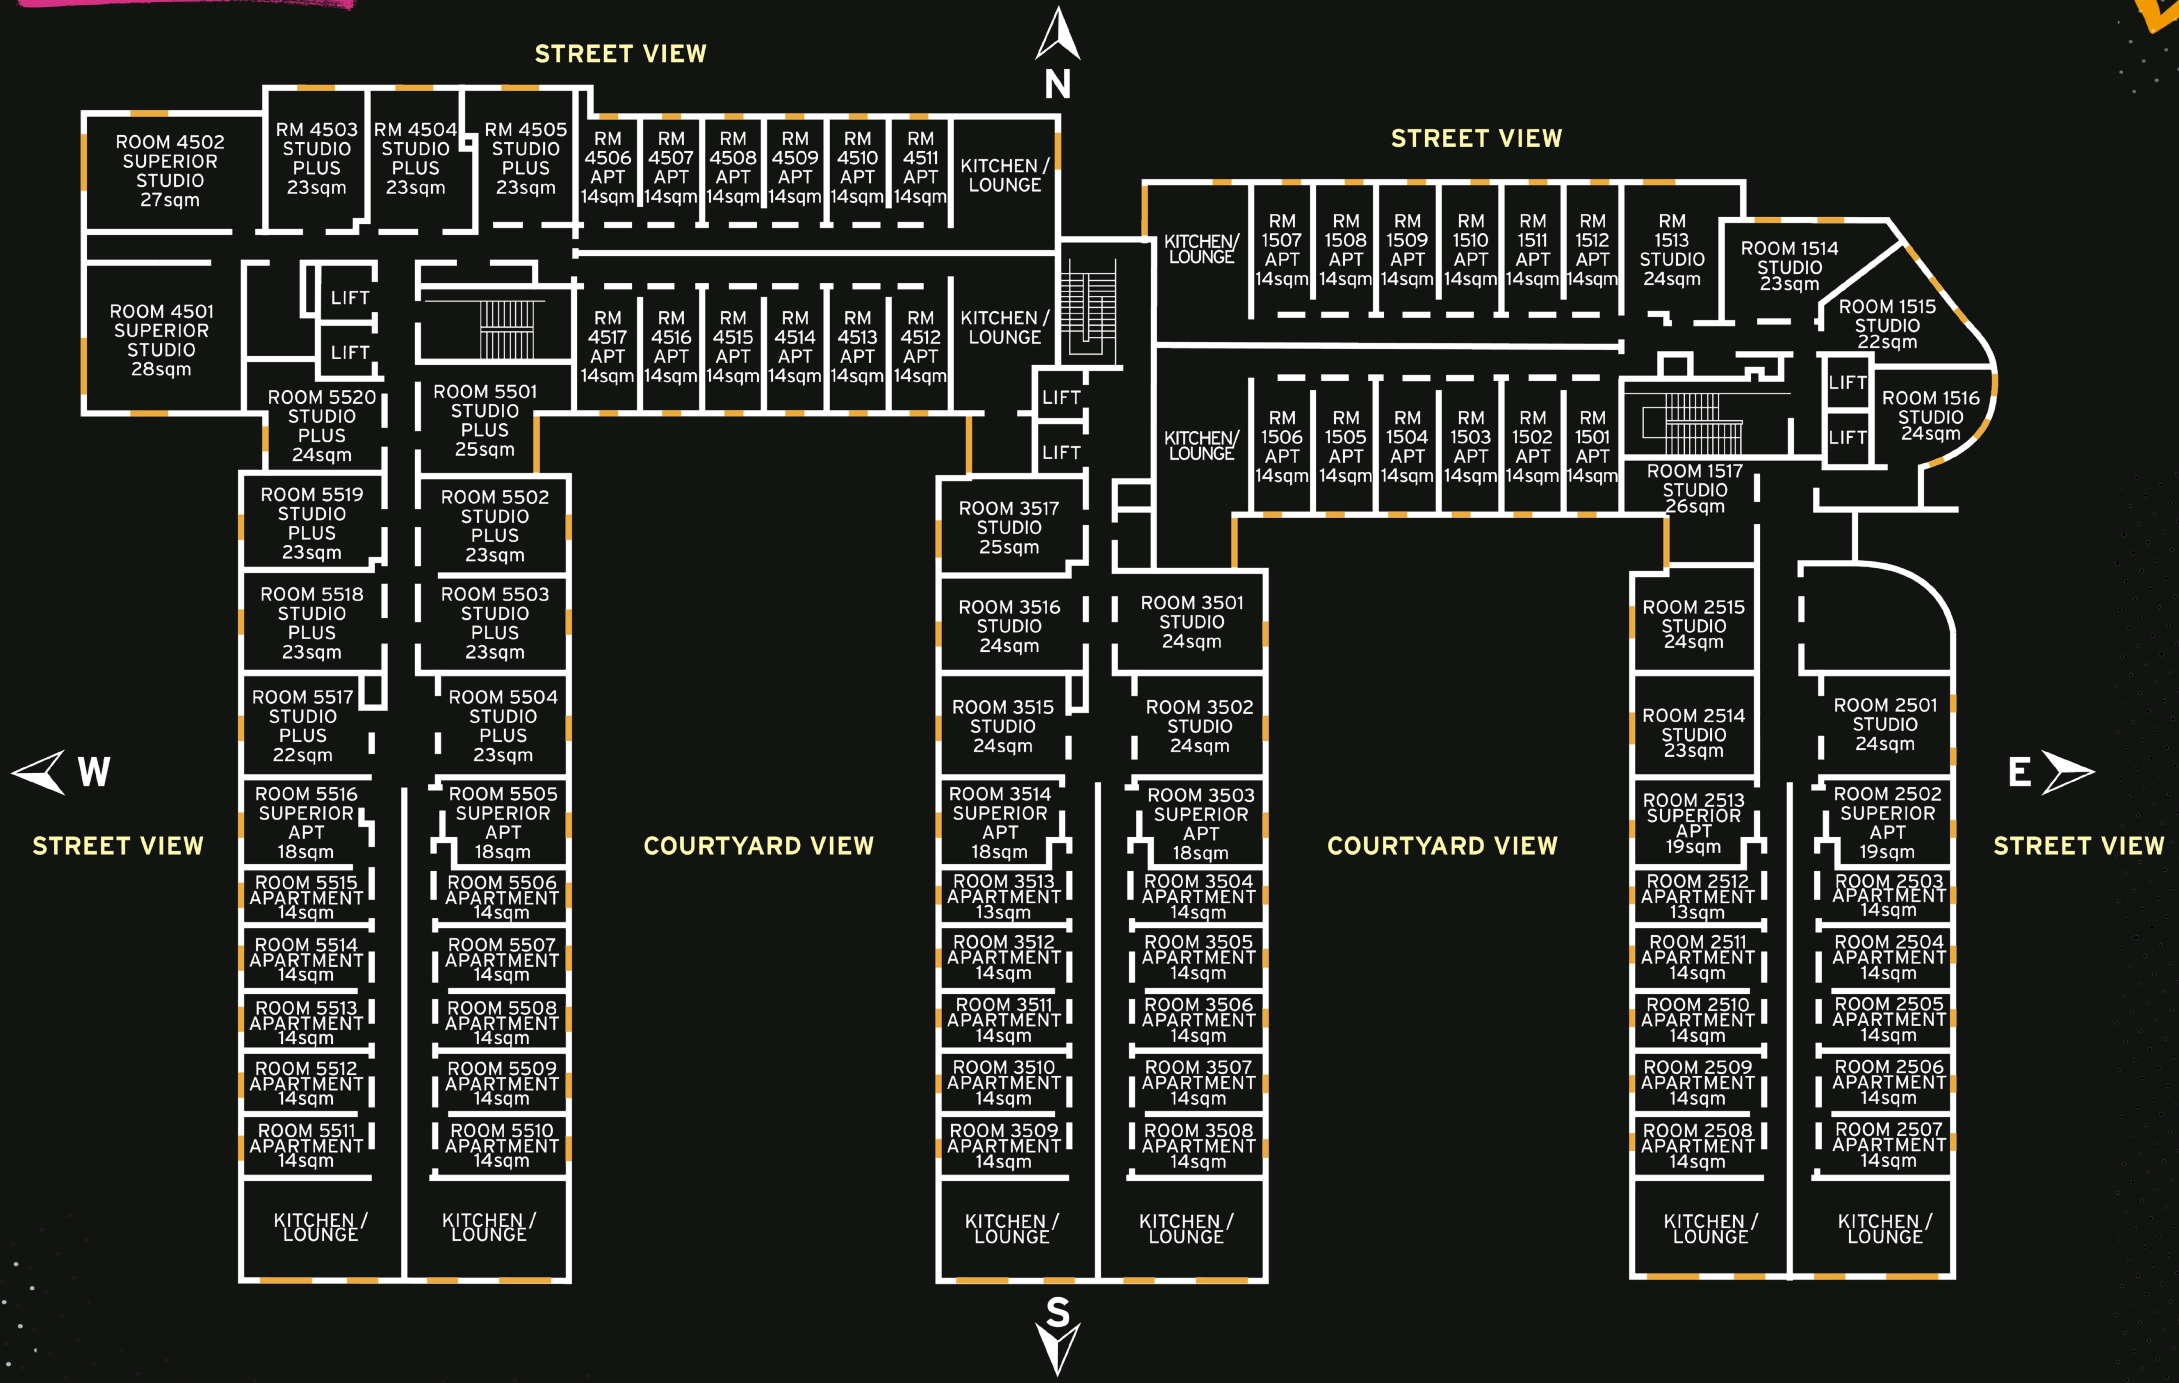 STREET VIEW
N
STREET VIEW
ROOM 4502
SUPERIOR
STUDIO
27sqm
RM 4503
STUDIO
PLUS
23sqm
RM 4504
STUDIO
PLUS
23sqm
RM 4505
STUDIO
PLUS
23sqm
RM
4506
APT
14sqm
RM
4507
APT
14sqm
RM
4508
APT
14sqm
RM
4509
APT
14sqm
RM
4510
APT
14sqm
RM
4511
APT
14sqm
KITCHEN /
LOUNGE
KITCHEN/
LOUNGE
RM
1507
APT
14sqm
RM
1508
APT
14sqm
RM
1509
APT
14sqm
RM
1510
APT
14sqm
RM
1511
APT
14sqm
RM
1512
APT
14sqm
RM
1513
STUDIO
24sqm
ROOM 1514
STUDIO
23sqm
ROOM 1515
STUDIO
22sqm
ROOM 1516
STUDIO
24sqm
LIFT
LIFT
ROOM 4501
SUPERIOR
STUDIO
28sqm
LIFT
LIFT
RM
4517
APT
14sqm
RM
4516
APT
14sqm
RM
4515
APT
14sqm
RM
4514
APT
14sqm
RM
4513
APT
14sqm
RM
4512
APT
14sqm
KITCHEN /
LOUNGE
LIFT
LIFT
KITCHEN/
LOUNGE
RM
1506
APT
14sqm
RM
1505
APT
14sqm
RM
1504
APT
14sqm
RM
1503
APT
14sqm
RM
1502
APT
14sqm
RM
1501
APT
14sqm
ROOM 1517
STUDIO
26sqm
ROOM 5520
STUDIO
PLUS
24sqm
ROOM 5501
STUDIO
PLUS
25sqm
ROOM 5519
STUDIO
PLUS
23sqm
ROOM 5502
STUDIO
PLUS
23sqm
ROOM 5518
STUDIO
PLUS
23sqm
ROOM 5503
STUDIO
PLUS
23sqm
ROOM 5517
STUDIO
PLUS
22sqm
ROOM 5504
STUDIO
PLUS
23sqm
ROOM 5516
SUPERIOR
APT
18sqm
ROOM 5505
SUPERIOR
APT
18sqm
ROOM 5515
APARTMENT
14sqm
ROOM 5506
APARTMENT
14sqm
ROOM 5514
APARTMENT
14sqm
ROOM 5507
APARTMENT
14sqm
ROOM 5513
APARTMENT
14sqm
ROOM 5508
APARTMENT
14sqm
ROOM 5512
APARTMENT
14sqm
ROOM 5509
APARTMENT
14sqm
ROOM 5511
APARTMENT
14sqm
ROOM 5510
APARTMENT
14sqm
KITCHEN /
LOUNGE
KITCHEN /
LOUNGE
W
STREET VIEW
COURTYARD VIEW
ROOM 3517
STUDIO
25sqm
ROOM 3516
STUDIO
24sqm
ROOM 3501
STUDIO
24sqm
ROOM 3515
STUDIO
24sqm
ROOM 3502
STUDIO
24sqm
ROOM 3514
SUPERIOR
APT
18sqm
ROOM 3503
SUPERIOR
APT
18sqm
ROOM 3513
APARTMENT
13sqm
ROOM 3504
APARTMENT
14sqm
ROOM 3512
APARTMENT
14sqm
ROOM 3505
APARTMENT
14sqm
ROOM 3511
APARTMENT
14sqm
ROOM 3506
APARTMENT
14sqm
ROOM 3510
APARTMENT
14sqm
ROOM 3507
APARTMENT
14sqm
ROOM 3509
APARTMENT
14sqm
ROOM 3508
APARTMENT
14sqm
KITCHEN /
LOUNGE
KITCHEN /
LOUNGE
COURTYARD VIEW
ROOM 2515
STUDIO
24sqm
ROOM 2514
STUDIO
23sqm
ROOM 2501
STUDIO
24sqm
ROOM 2513
SUPERIOR
APT
19sqm
ROOM 2502
SUPERIOR
APT
19sqm
ROOM 2512
APARTMENT
13sqm
ROOM 2503
APARTMENT
14sqm
ROOM 2511
APARTMENT
14sqm
ROOM 2504
APARTMENT
14sqm
ROOM 2510
APARTMENT
14sqm
ROOM 2505
APARTMENT
14sqm
ROOM 2509
APARTMENT
14sqm
ROOM 2506
APARTMENT
14sqm
ROOM 2508
APARTMENT
14sqm
ROOM 2507
APARTMENT
14sqm
KITCHEN /
LOUNGE
KITCHEN /
LOUNGE
E
STREET VIEW
S